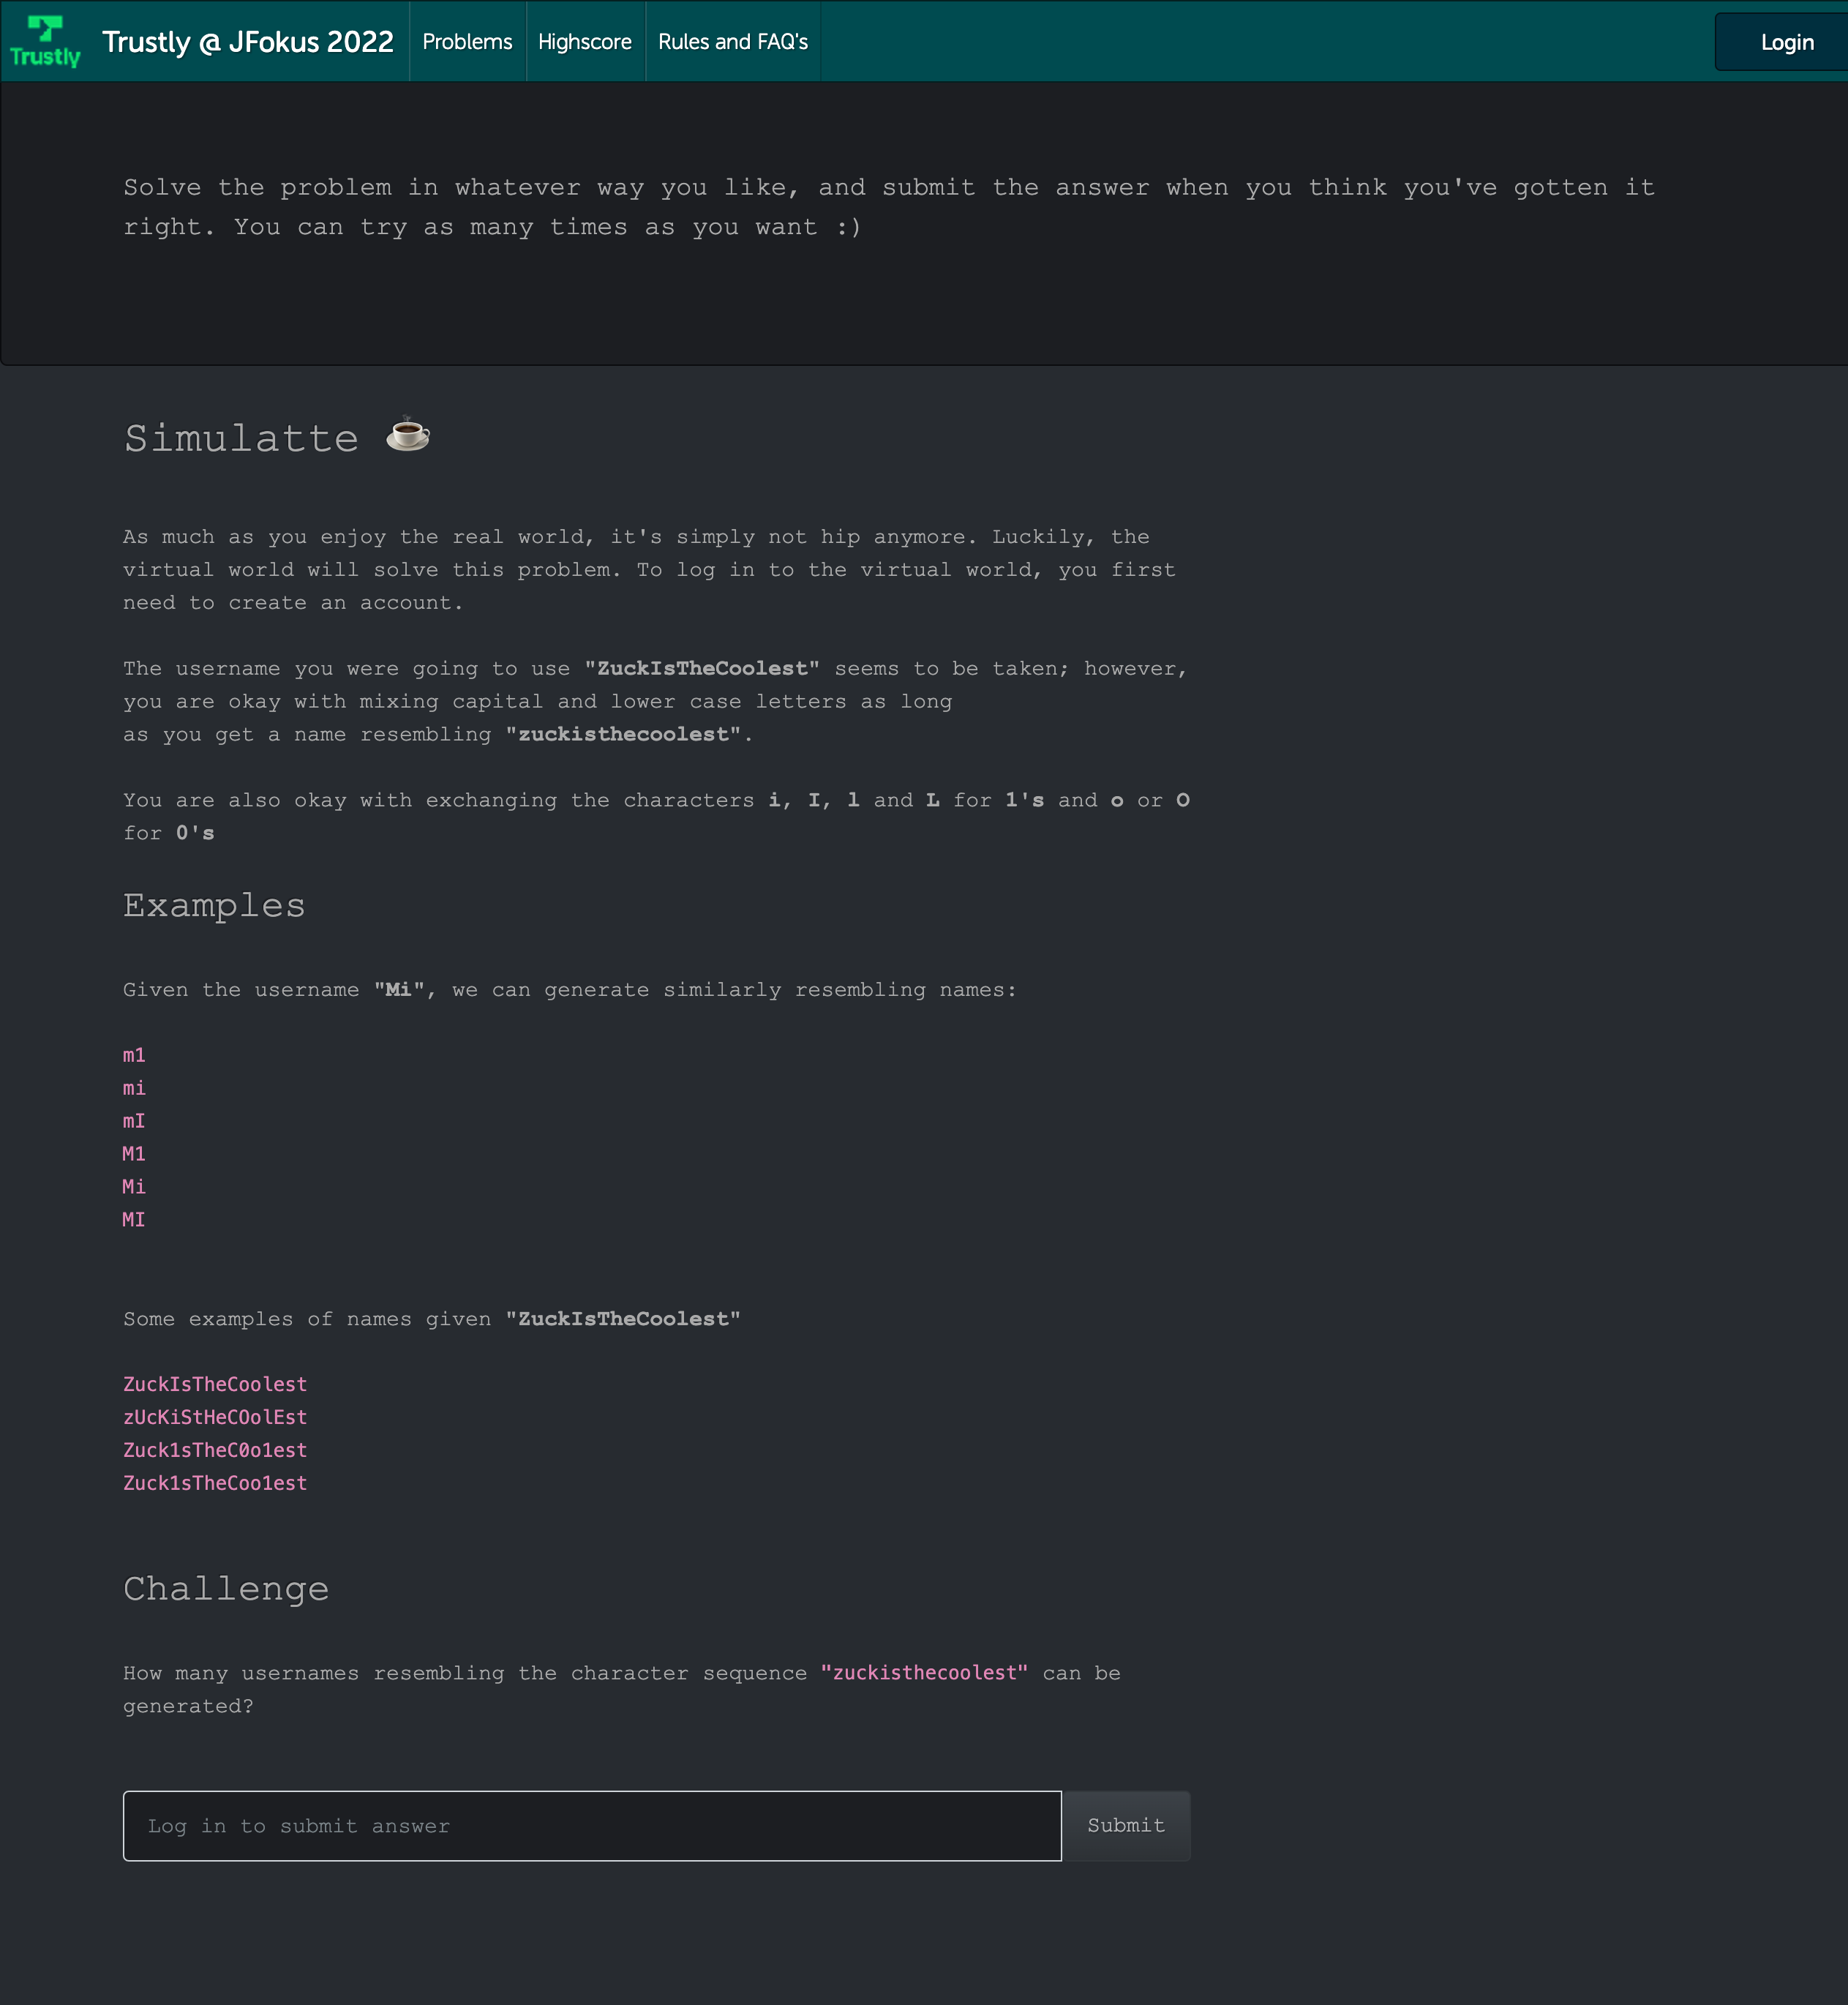 Trustly
Trustly @ JFokus 2022
Problems
Highscore
Rules and FAQ's
Login
Solve the problem in whatever way you like, and submit the answer when you think you've gotten it
right. You can try as many times as you want :)
Simulatte ☕
As much as you enjoy the real world, it's simply not hip anymore. Luckily, the
virtual world will solve this problem. To log in to the virtual world, you first
need to create an account.
The username you were going to use "ZuckIsTheCoolest" seems to be taken; however,
you are okay with mixing capital and lower case letters as long
as you get a name resembling "zuckisthecoolest".
You are also okay with exchanging the characters i, I, l and L for 1's and o or O
for 0's
Examples
Given the username "Mi", we can generate similarly resembling names:
m1
mi
mI
M1
Mi
MI
Some examples of names given "ZuckIsTheCoolest"
ZuckIsTheCoolest
zUcKiStHeCOolEst
Zuck1sTheC0o1est
Zuck1sTheCoo1est
Challenge
How many usernames resembling the character sequence "zuckisthecoolest" can be
generated?
Log in to submit answer
Submit